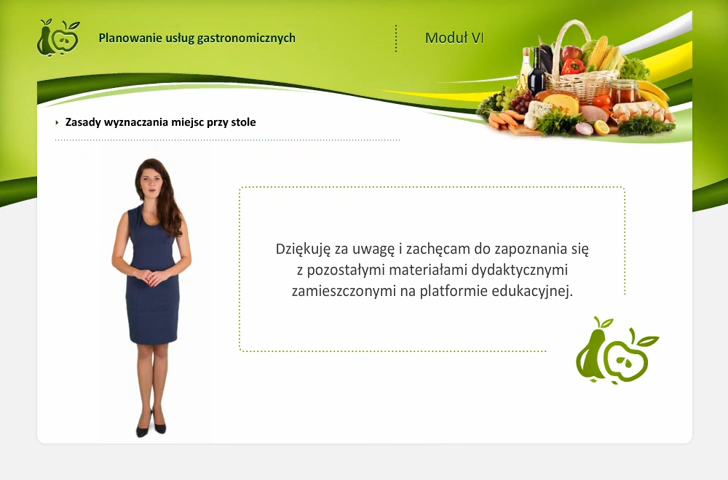 Planowanie usług gastronomicznych
Moduł VI
Zasady wyznaczania miejsc przy stole
Dziękuję za uwagę i zachęcam do zapoznania się
z pozostałymi materiałami dydaktycznymi
zamieszczonymi na platformie edukacyjnej.